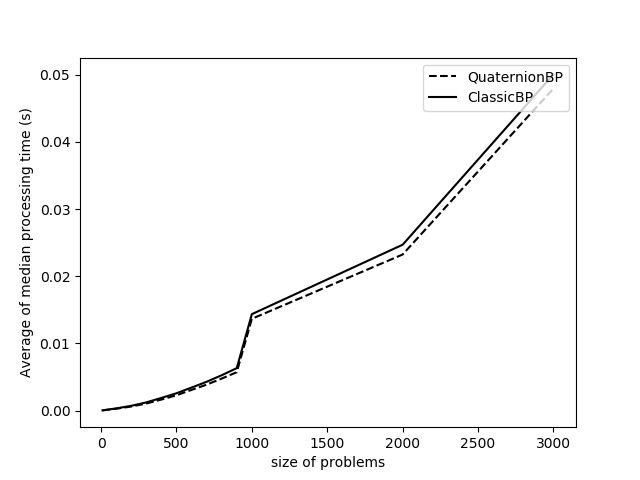 QuaternionBP
ClassicBP
0.05
0.04
0.03
0.02
0.01
0.00
Average of median processing time (s)
0 500 1000 1500 2000 2500 3000
size of problems